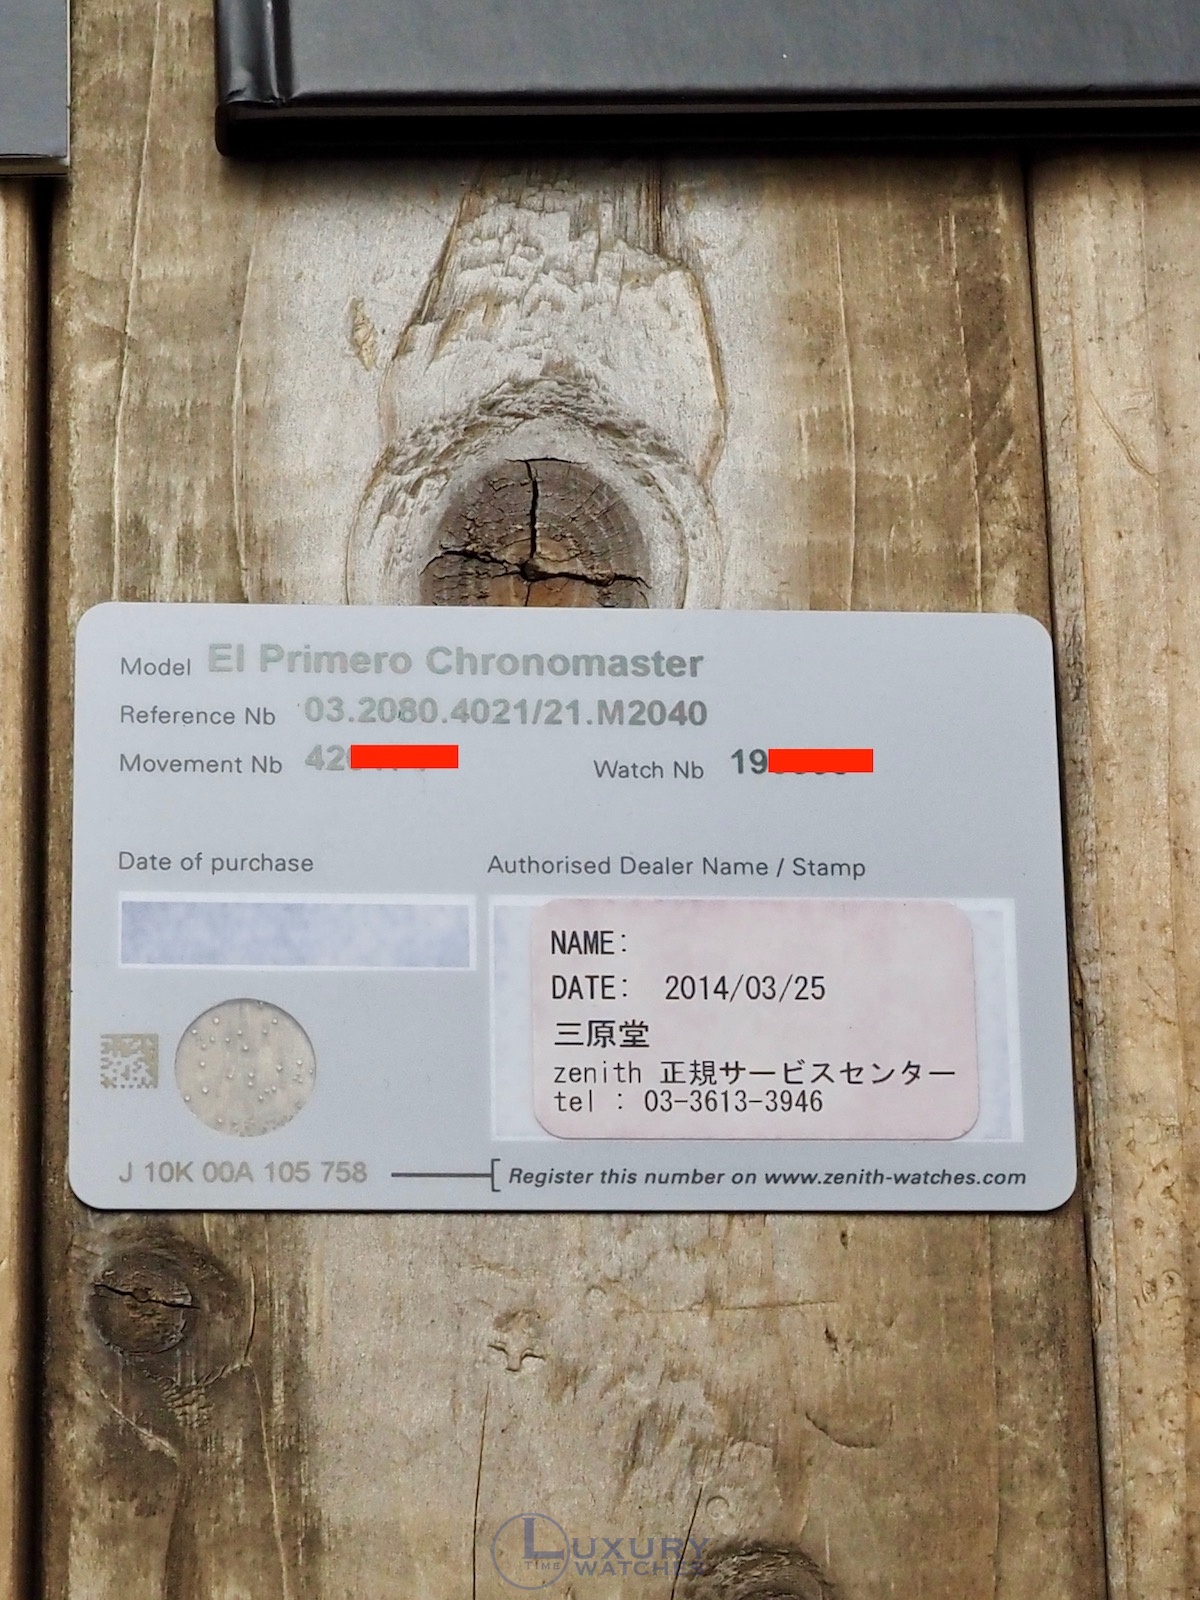 Model El Primero Chronomaster
Reference Nb 03.2080.4021/21.M2040
Movement Nb 42
Watch Nb 19
Date of purchase
Authorised Dealer Name / Stamp
NAME:
DATE: 2014/03/25
三原堂
zenith 正規サービスセンター
tel : 03-3613-3946
J 10K 00A 105 758
Register this number on www.zenith-watches.com
LUXURY
TIME WATCHES